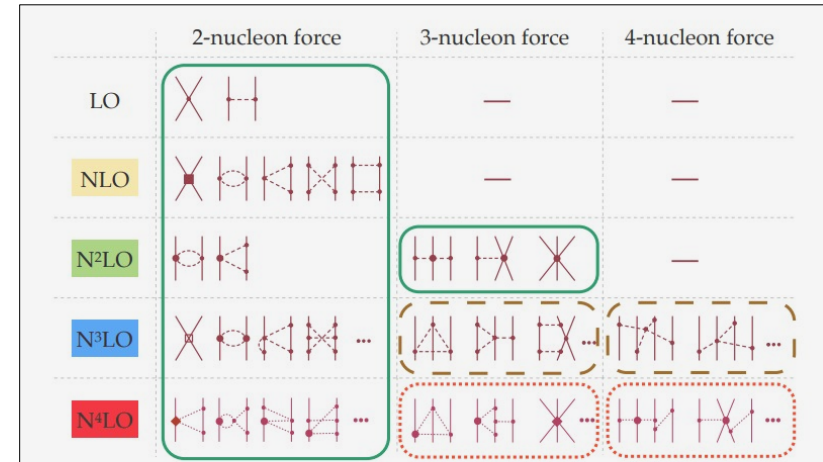 2-nucleon force 3-nucleon force 4-nucleon force
LO — —
NLO — —
N²LO —
N³LO ... ... ...
N⁴LO ... ... ...